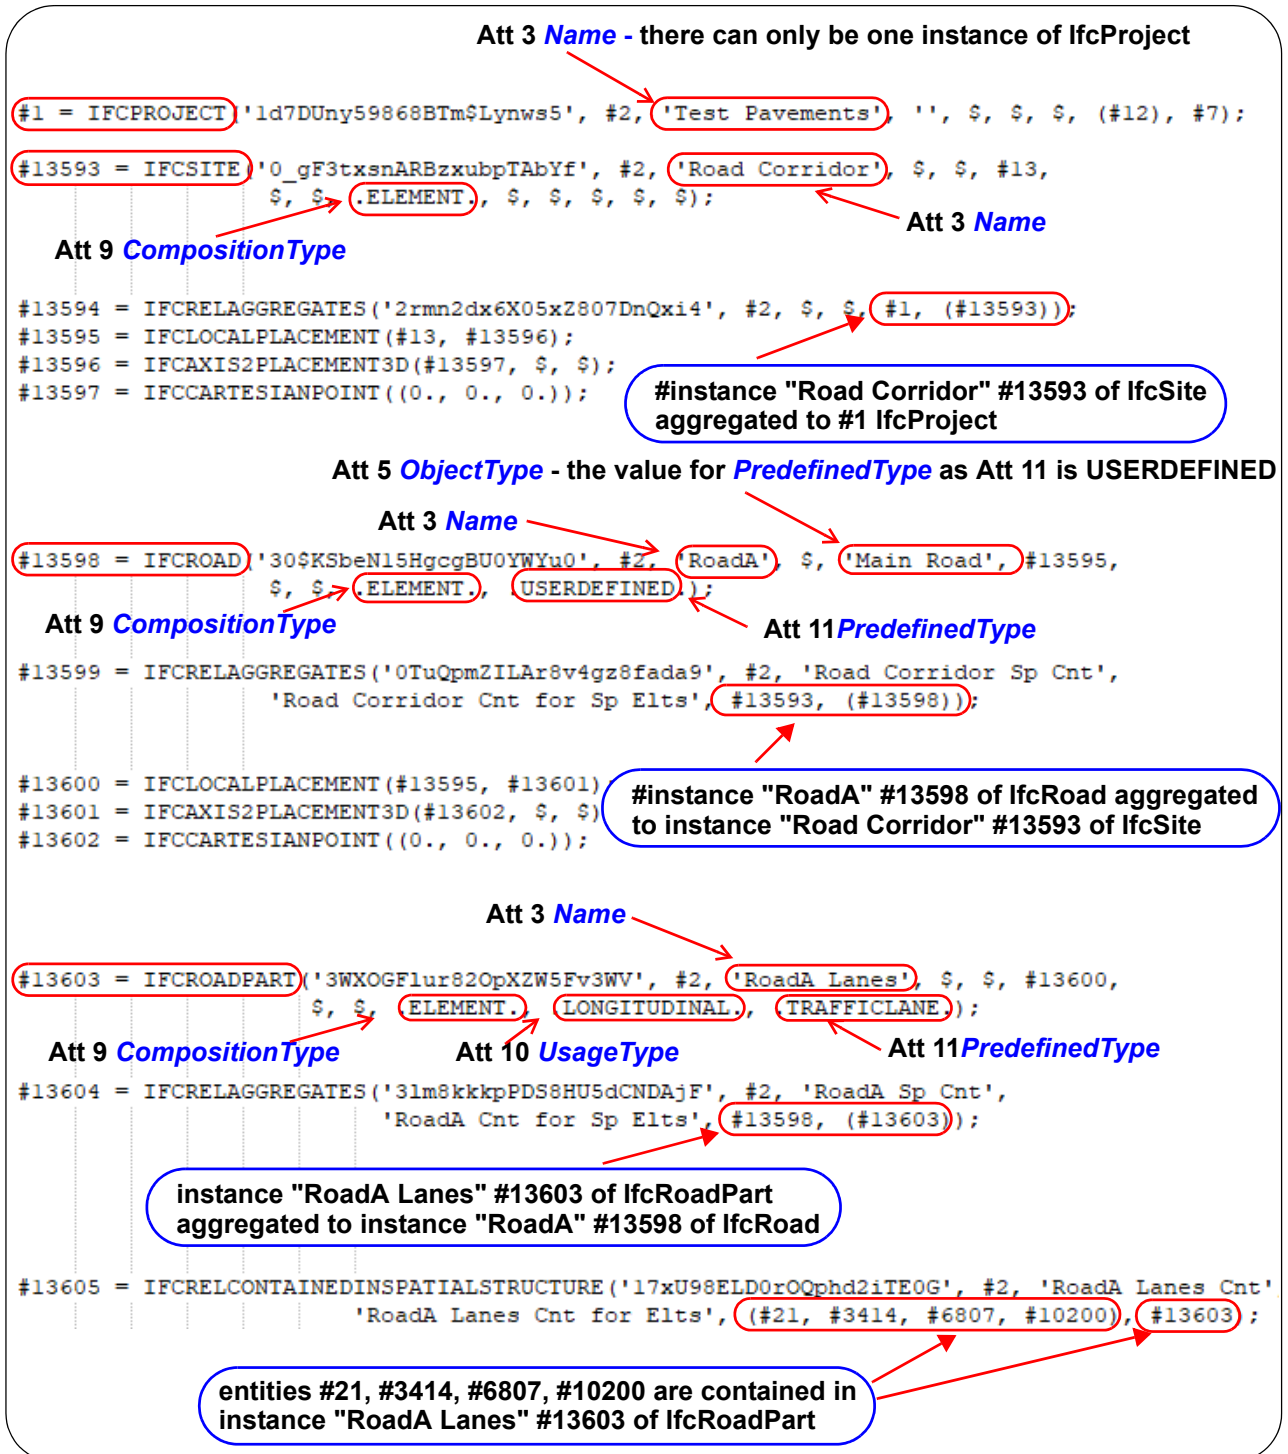 Att 3 Name - there can only be one instance of IfcProject
#1 = IFCPROJECT('1d7DUny59868BTm$Lynws5', #2, 'Test Pavements', '', $, $, $, (#12), #7);
#13593 = IFCSITE('0_gF3txsnARBzxubpTAbYf', #2, 'Road Corridor', $, $, #13,
$, $, .ELEMENT., $, $, $, $, $);
Att 3 Name
Att 9 CompositionType
#13594 = IFCRELAGGREGATES('2rmn2dx6X05xZ807DnQxi4', #2, $, $, #1, (#13593));
#13595 = IFCLOCALPLACEMENT(#13, #13596);
#13596 = IFCAXIS2PLACEMENT3D(#13597, $, $);
#13597 = IFCCARTESIANPOINT((0., 0., 0.));
#instance "Road Corridor" #13593 of IfcSite
aggregated to #1 IfcProject
Att 5 ObjectType - the value for PredefinedType as Att 11 is USERDEFINED
Att 3 Name
#13598 = IFCROAD('30$KSbeN15HgcgBU0YWYu0', #2, 'RoadA', $, 'Main Road', #13595,
$, $, .ELEMENT., .USERDEFINED.);
Att 9 CompositionType
Att 11PredefinedType
#13599 = IFCRELAGGREGATES('0TuQpmZILAr8v4gz8fada9', #2, 'Road Corridor Sp Cnt',
'Road Corridor Cnt for Sp Elts', #13593, (#13598));
#13600 = IFCLOCALPLACEMENT(#13595, #13601)
#13601 = IFCAXIS2PLACEMENT3D(#13602, $, $)
#13602 = IFCCARTESIANPOINT((0., 0., 0.));
#instance "RoadA" #13598 of IfcRoad aggregated
to instance "Road Corridor" #13593 of IfcSite
Att 3 Name
#13603 = IFCROADPART('3WXOGFlur82OpXZW5Fv3WV', #2, 'RoadA Lanes', $, $, #13600,
$, $, .ELEMENT., .LONGITUDINAL., .TRAFFICLANE.);
Att 9 CompositionType
Att 10 UsageType
Att 11PredefinedType
#13604 = IFCRELAGGREGATES('3lm8kkkpPDS8HU5dCNDAjF', #2, 'RoadA Sp Cnt',
'RoadA Cnt for Sp Elts', #13598, (#13603));
instance "RoadA Lanes" #13603 of IfcRoadPart
aggregated to instance "RoadA" #13598 of IfcRoad
#13605 = IFCRELCONTAINEDINSPATIALSTRUCTURE('17xU98ELD0rOQphd2iTE0G', #2, 'RoadA Lanes Cnt'
'RoadA Lanes Cnt for Elts', (#21, #3414, #6807, #10200), #13603);
entities #21, #3414, #6807, #10200 are contained in
instance "RoadA Lanes" #13603 of IfcRoadPart